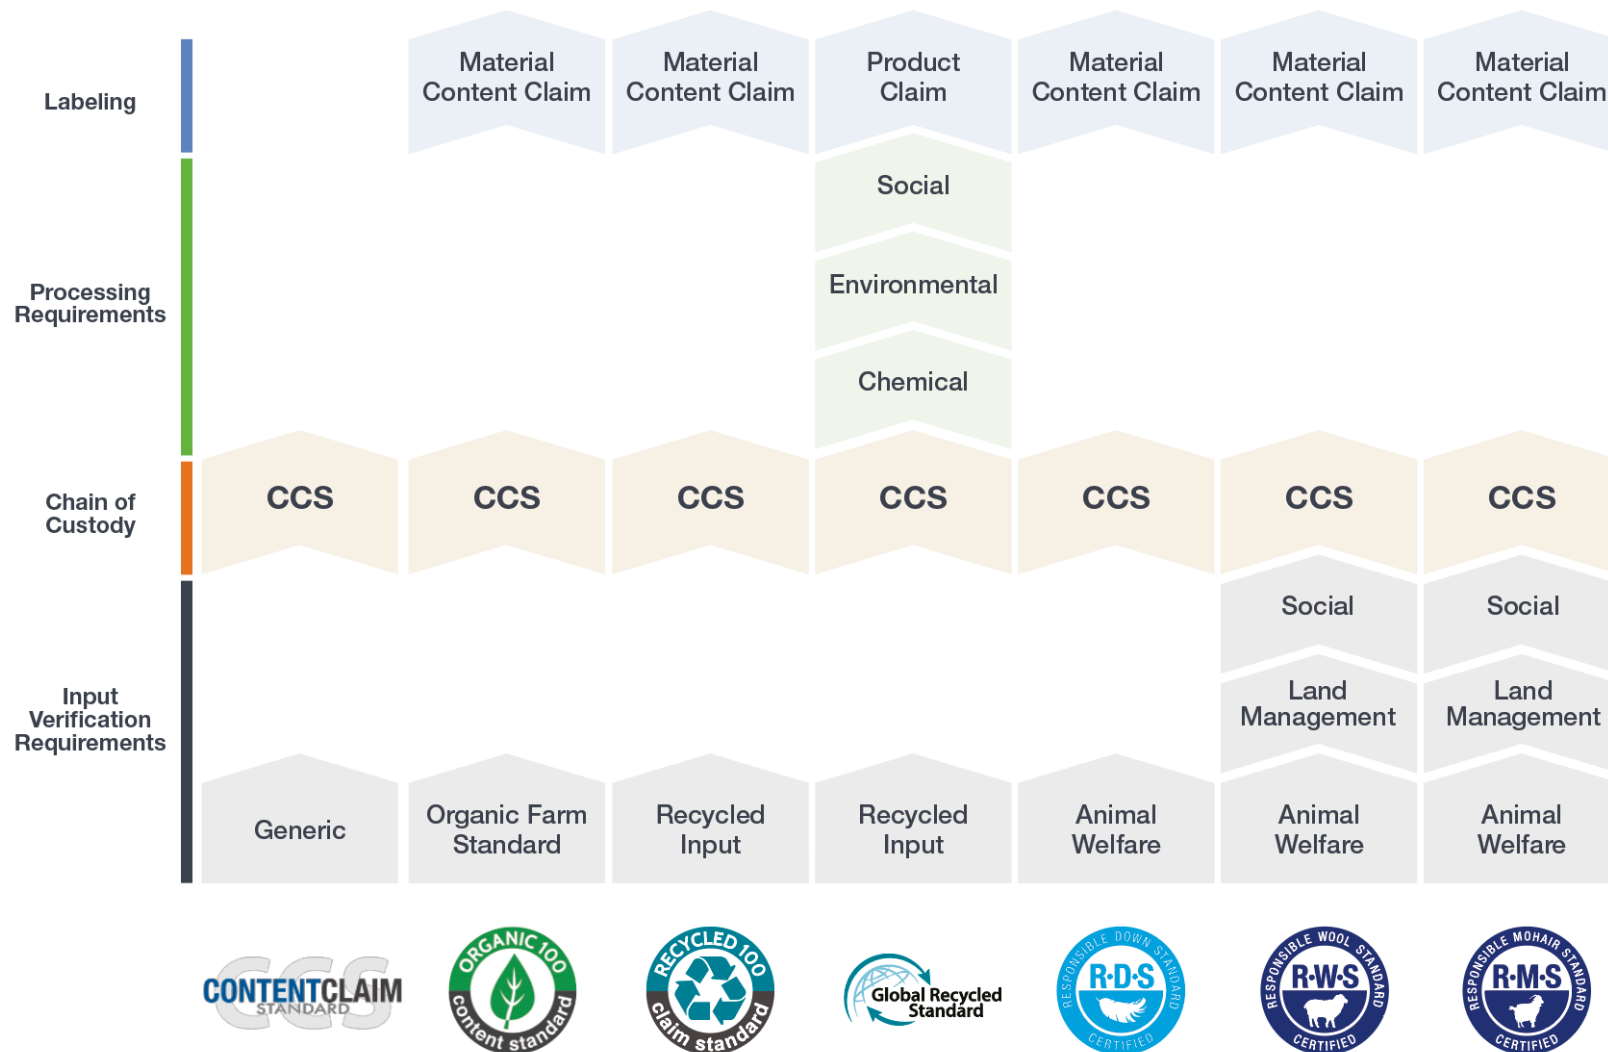 Labeling
Material
Content Claim
Material
Content Claim
Product
Claim
Material
Content Claim
Material
Content Claim
Material
Content Claim
Processing
Requirements
Social
Environmental
Chemical
Chain of
Custody
CCS
CCS
CCS
CCS
CCS
CCS
CCS
Input
Verification
Requirements
Social
Social
Land
Management
Land
Management
Generic
Organic Farm
Standard
Recycled
Input
Recycled
Input
Animal
Welfare
Animal
Welfare
Animal
Welfare
CCS
CONTENTCLAIM
STANDARD
ORGANIC 100
content standard
RECYCLED 100
claim standard
Global Recycled
Standard
RESPONSIBLE DOWN STANDARD
R·D·S
CERTIFIED
RESPONSIBLE WOOL STANDARD
R·W·S
CERTIFIED
RESPONSIBLE MOHAIR STANDARD
R·M·S
CERTIFIED